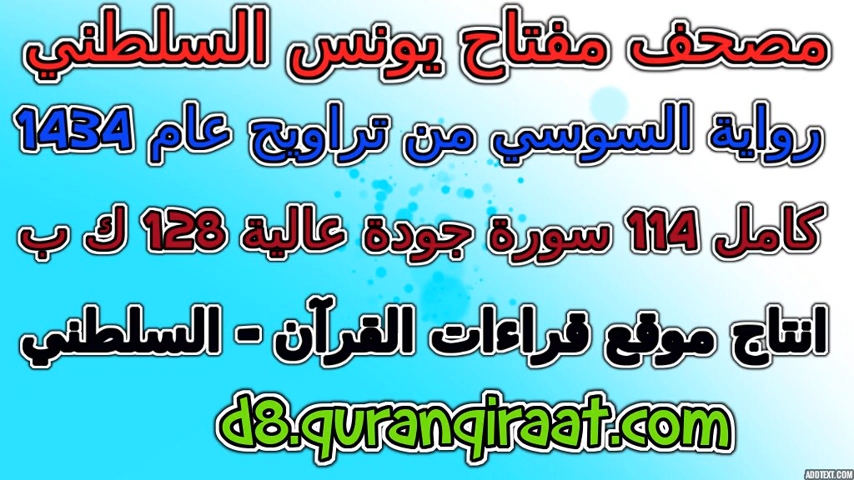 مصحف مفتاح يونس السلطني
رواية السوسي من تراويح عام 1434
كامل 114 سورة جودة عالية 128 ك ب
انتاج موقع قراءات القرآن - السلطني
d8.quranqiraat.com
ADDTEXT.COM